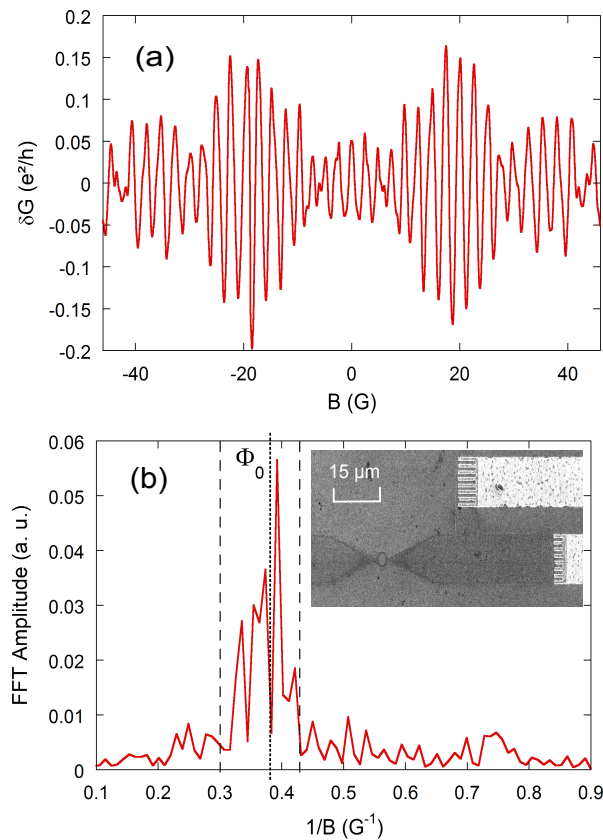 (a)
0.2
0.15
0.1
0.05
0
-0.05
-0.1
-0.15
-0.2
δG (e²/h)
-40 -20 0 20 40
B (G)
(b)
Φ₀
15 µm
0.06
0.05
0.04
0.03
0.02
0.01
0
FFT Amplitude (a. u.)
0.1 0.2 0.3 0.4 0.5 0.6 0.7 0.8 0.9
1/B (G⁻¹)